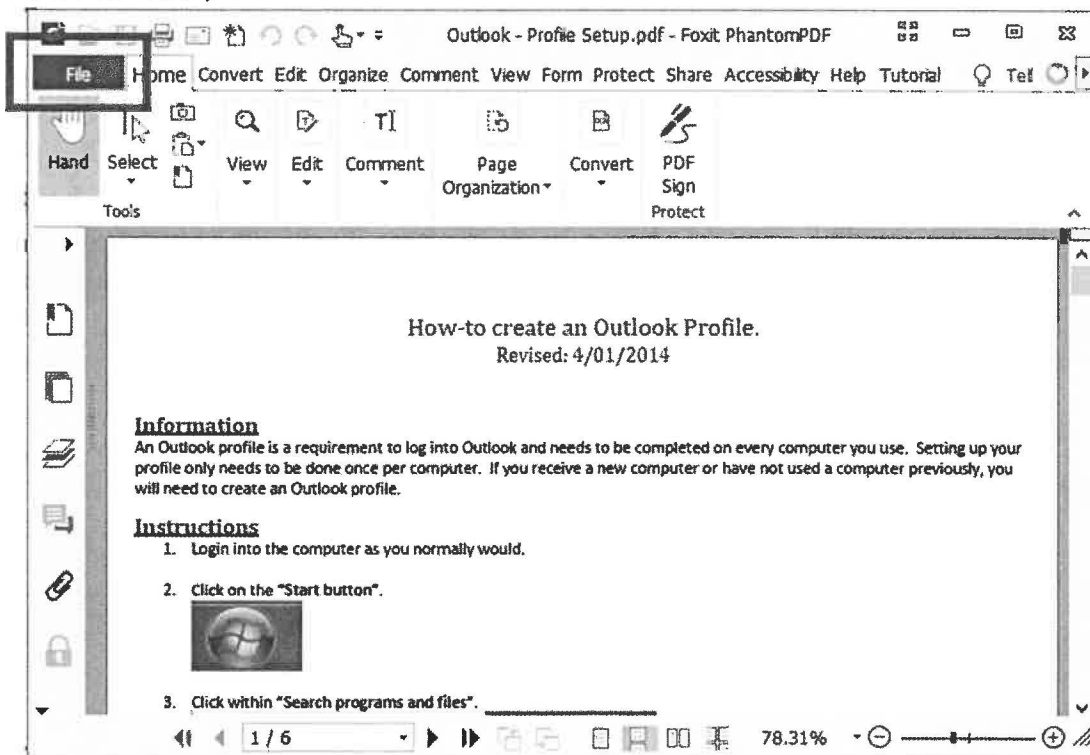 Outlook - Profile Setup.pdf - Foxit PhantomPDF
File Home Convert Edit Organize Comment View Form Protect Share Accessibility Help Tutorial Tell
Hand Select View Edit Comment Page Organization Convert PDF Sign
Tools Protect
How-to create an Outlook Profile.
Revised: 4/01/2014
Information
An Outlook profile is a requirement to log into Outlook and needs to be completed on every computer you use. Setting up your
profile only needs to be done once per computer. If you receive a new computer or have not used a computer previously, you
will need to create an Outlook profile.
Instructions
1. Login into the computer as you normally would.
2. Click on the "Start button".
3. Click within "Search programs and files".
1 / 6 78.31%